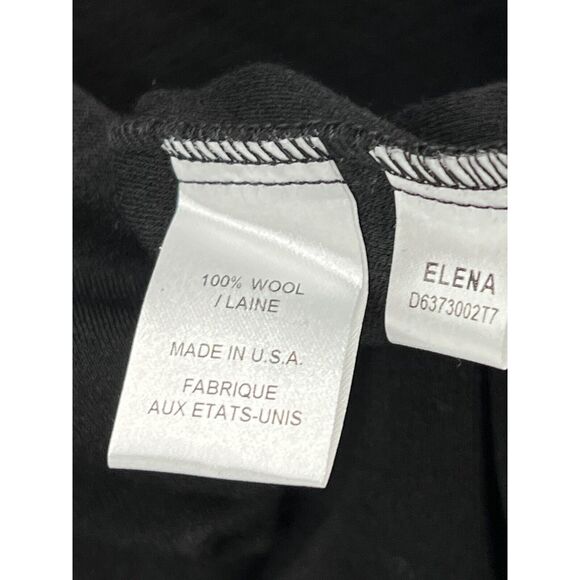 100% WOOL
/ LAINE
MADE IN U.S.A.
FABRIQUE
AUX ETATS-UNIS
ELENA
D6373002T7